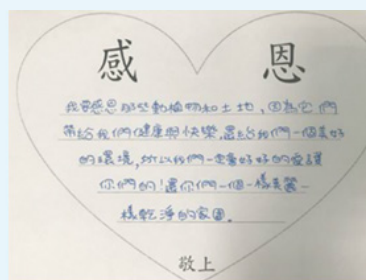 感 恩
我要感恩那些動植物和土地,因為它們
帶給我們健康與快樂,還給我們一個美好
的環境,所以我們一定要好好的愛護
你們的!還你們一個一樣美麗一
樣乾淨的家園。
敬上